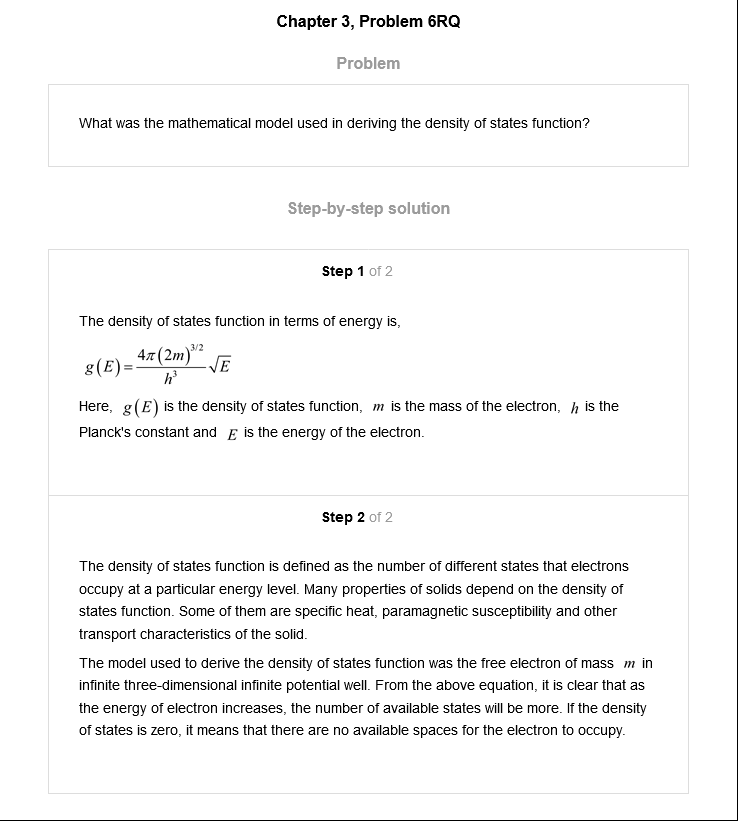 Chapter 3, Problem 6RQ
Problem
What was the mathematical model used in deriving the density of states function?
Step-by-step solution
Step 1 of 2
The density of states function in terms of energy is,
g(E)=4π(2m)^3/2/h^3 √E
Here, g(E) is the density of states function, m is the mass of the electron, h is the
Planck's constant and E is the energy of the electron.
Step 2 of 2
The density of states function is defined as the number of different states that electrons
occupy at a particular energy level. Many properties of solids depend on the density of
states function. Some of them are specific heat, paramagnetic susceptibility and other
transport characteristics of the solid.
The model used to derive the density of states function was the free electron of mass m in
infinite three-dimensional infinite potential well. From the above equation, it is clear that as
the energy of electron increases, the number of available states will be more. If the density
of states is zero, it means that there are no available spaces for the electron to occupy.